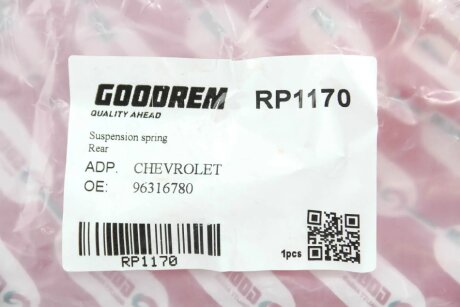 GOODREM RP1170
QUALITY AHEAD
Suspension spring
Rear
ADP. CHEVROLET
OE: 96316780
RP1170
1pcs